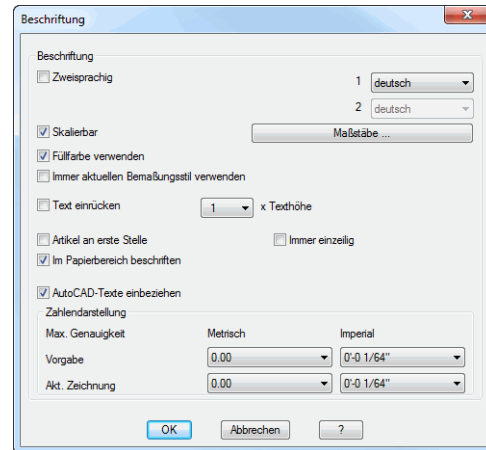 Beschriftung
Beschriftung
Zweisprachig
1 deutsch
2 deutsch
Skalierbar Maßstäbe ...
Füllfarbe verwenden
Immer aktuellen Bemaßungsstil verwenden
Text einrücken 1 x Texthöhe
Artikel an erste Stelle Immer einzeilig
Im Papierbereich beschriften
AutoCAD-Texte einbeziehen
Zahlendarstellung
Max. Genauigkeit Metrisch Imperial
Vorgabe 0.00 0'-0 1/64"
Akt. Zeichnung 0.00 0'-0 1/64"
OK Abbrechen ?